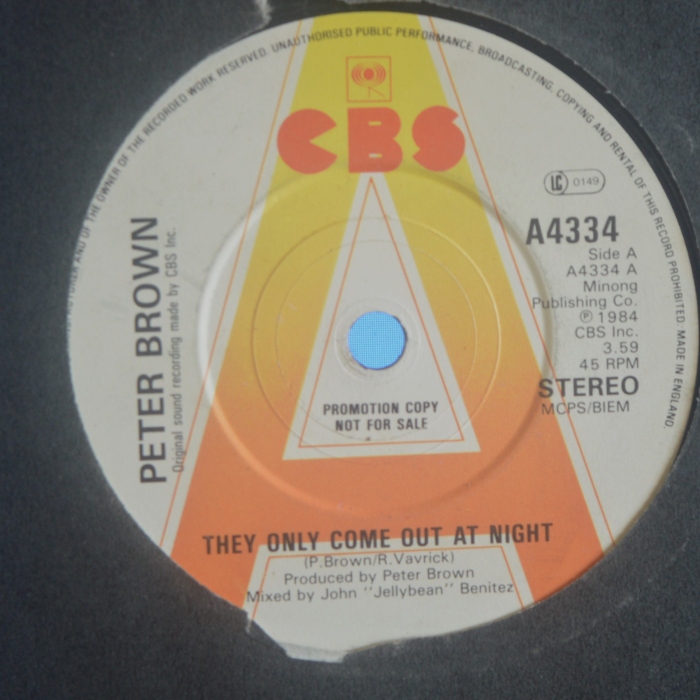 OWNER OF THE RECORDED WORK RESERVED. UNAUTHORISED PUBLIC PERFORMANCE, BROADCASTING, COPYING AND RENTAL OF THIS RECORD PROHIBITED. MADE IN ENGLAND.
CBS
LC 0149
A4334
Side A
A4334 A
Minong
Publishing Co.
℗ 1984
CBS Inc.
3.59
45 RPM
STEREO
MCPS/BIEM
PETER BROWN
Original sound recording made by CBS Inc.
PROMOTION COPY
NOT FOR SALE
THEY ONLY COME OUT AT NIGHT
(P.Brown/R.Vavrick)
Produced by Peter Brown
Mixed by John "Jellybean" Benitez